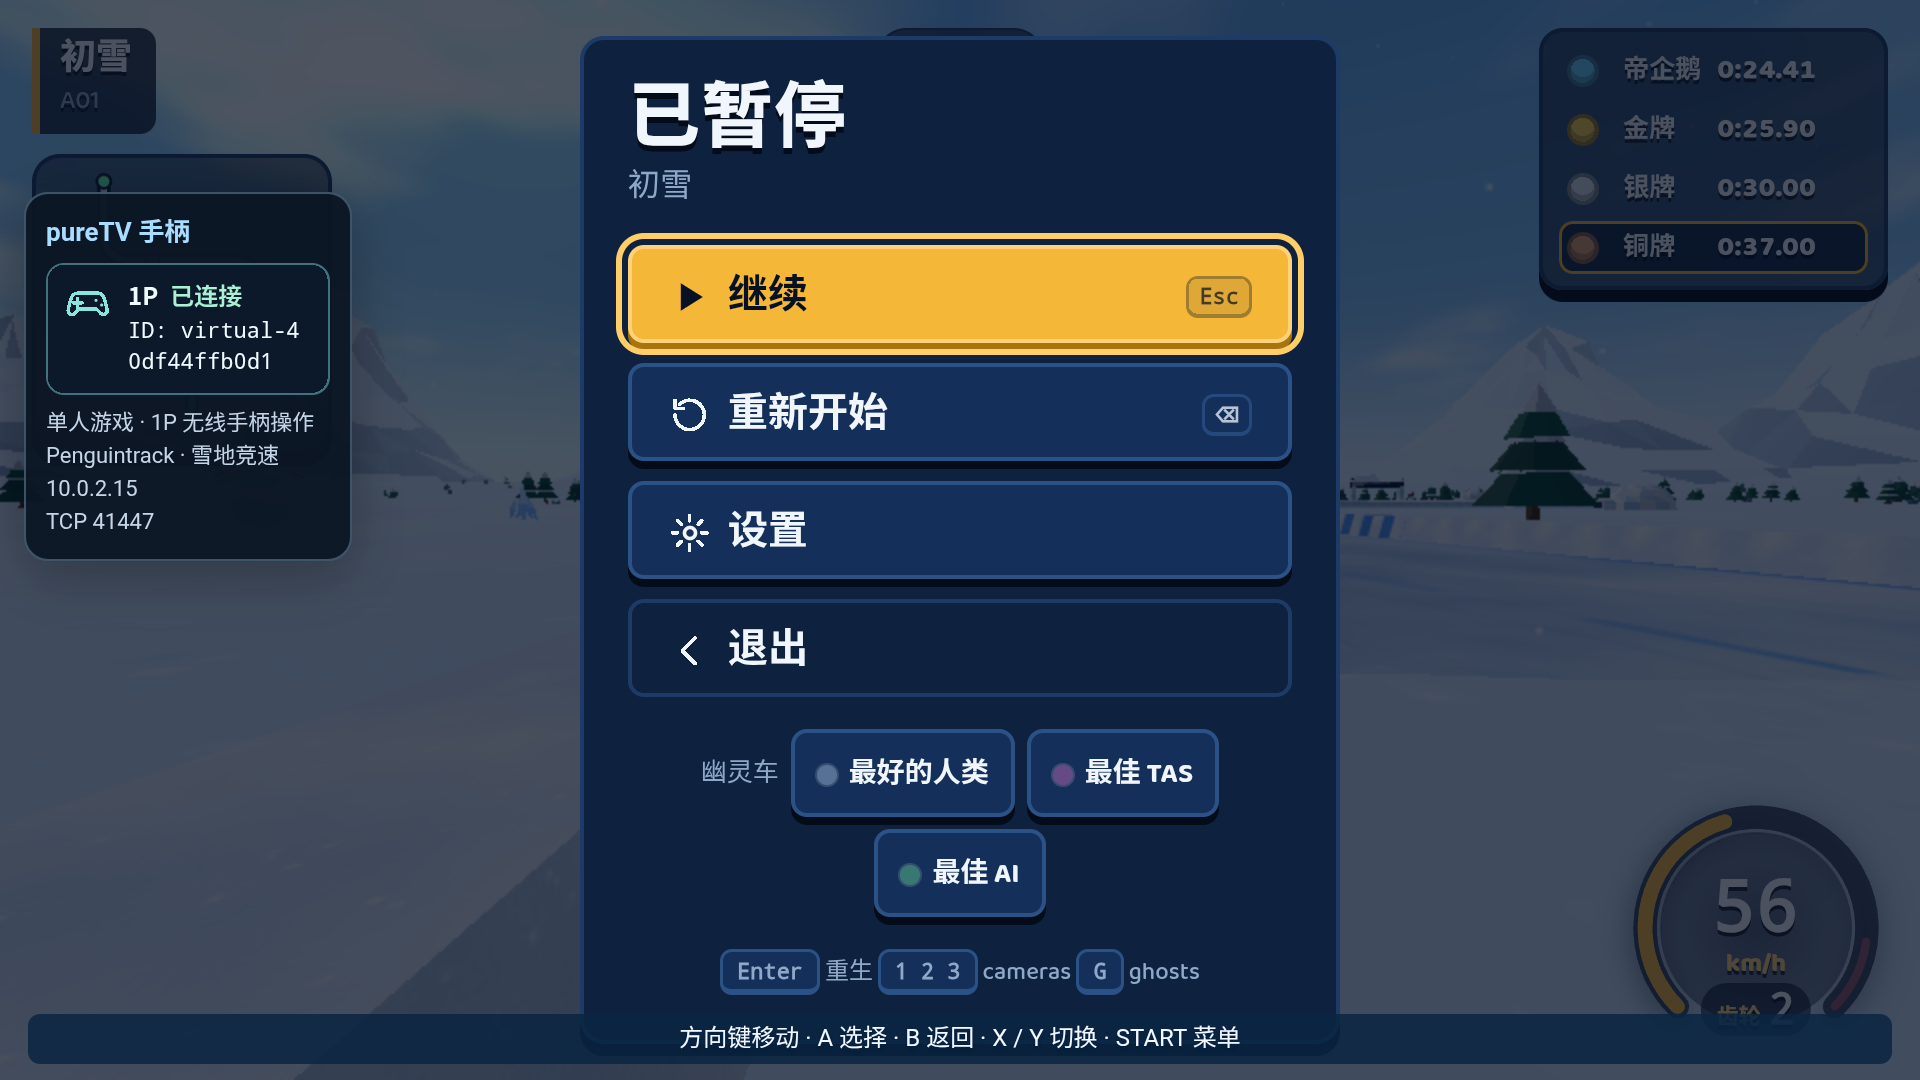 初雪
A01
pureTV 手柄
1P 已连接
ID: virtual-4
0df44ffb0d1
单人游戏 · 1P 无线手柄操作
Penguintrack · 雪地竞速
10.0.2.15
TCP 41447
已暂停
初雪
继续 Esc
重新开始
设置
退出
幽灵车 最好的人类 最佳 TAS
最佳 AI
Enter 重生 1 2 3 cameras G ghosts
方向键移动 · A 选择 · B 返回 · X / Y 切换 · START 菜单
帝企鹅 0:24.41
金牌 0:25.90
银牌 0:30.00
铜牌 0:37.00
56
km/h
齿轮 2